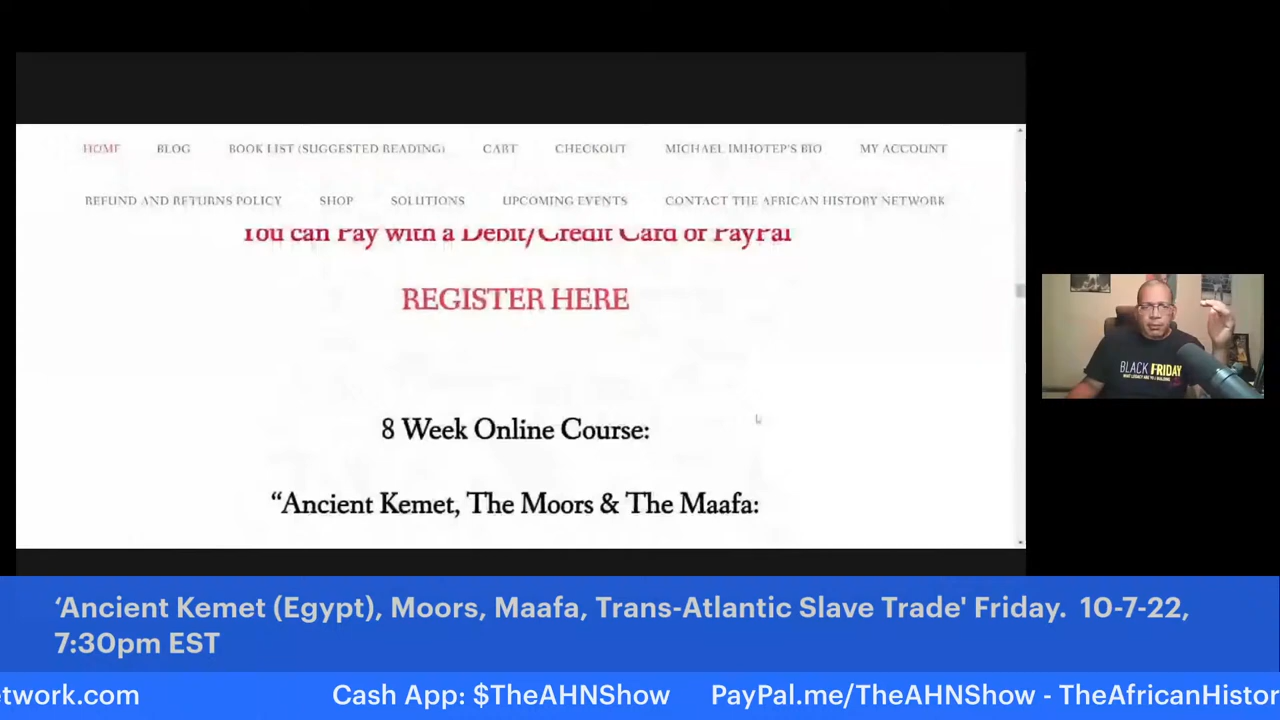 HOME BLOG BOOK LIST (SUGGESTED READING) CART CHECKOUT MICHAEL IMHOTEP'S BIO MY ACCOUNT
REFUND AND RETURNS POLICY SHOP SOLUTIONS UPCOMING EVENTS CONTACT THE AFRICAN HISTORY NETWORK
You can Pay with a Debit/Credit Card or PayPal
REGISTER HERE
8 Week Online Course:
“Ancient Kemet, The Moors & The Maafa:
BLACK FRIDAY
‘Ancient Kemet (Egypt), Moors, Maafa, Trans-Atlantic Slave Trade' Friday. 10-7-22,
7:30pm EST
etwork.com Cash App: $TheAHNShow PayPal.me/TheAHNShow - TheAfricanHistor